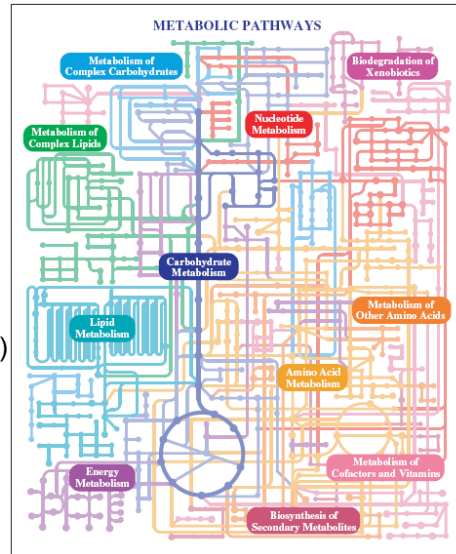 METABOLIC PATHWAYS
Metabolism of
Complex Carbohydrates
Biodegradation of
Xenobiotics
Nucleotide
Metabolism
Metabolism of
Complex Lipids
Carbohydrate
Metabolism
Metabolism of
Other Amino Acids
Lipid
Metabolism
)
Amino Acid
Metabolism
Energy
Metabolism
Metabolism of
Cofactors and Vitamins
Biosynthesis of
Secondary Metabolites